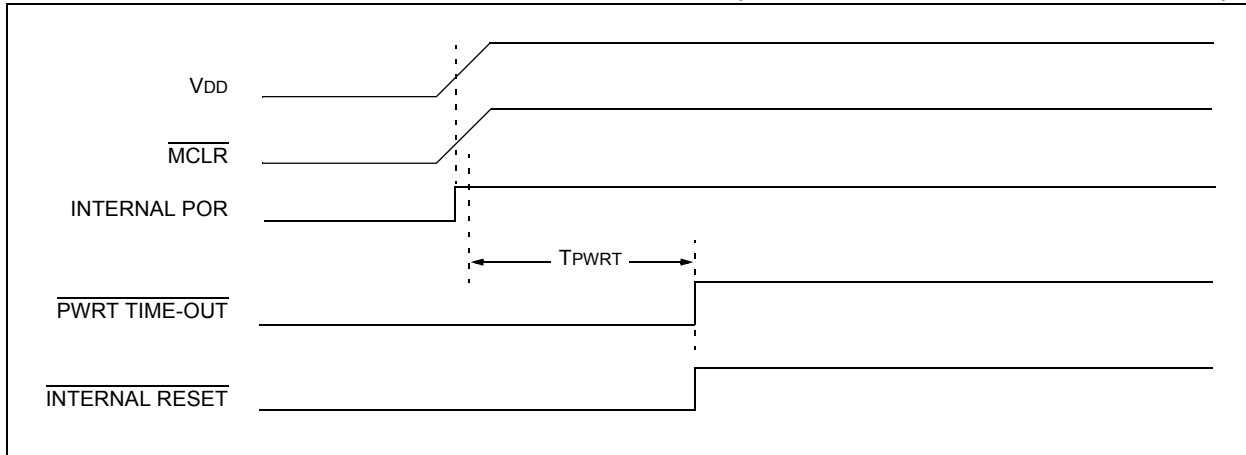 VDD
MCLR
INTERNAL POR
TPWRT
PWRT TIME-OUT
INTERNAL RESET